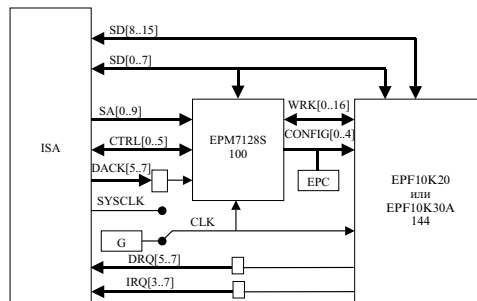 SD[8..15]
SD[0..7]
SA[0..9]
WRK[0..16]
CTRL[0..5]
EPM7128S
100
CONFIG[0..4]
ISA
DACK[5..7]
EPC
EPF10K20
или
EPF10K30A
144
SYSCLK
CLK
G
DRQ[5..7]
IRQ[3..7]